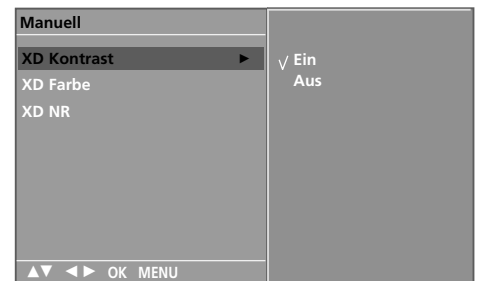 Manuell
XD Kontrast ►
XD Farbe
XD NR
√ Ein
Aus
▲▼ ◄► OK MENU